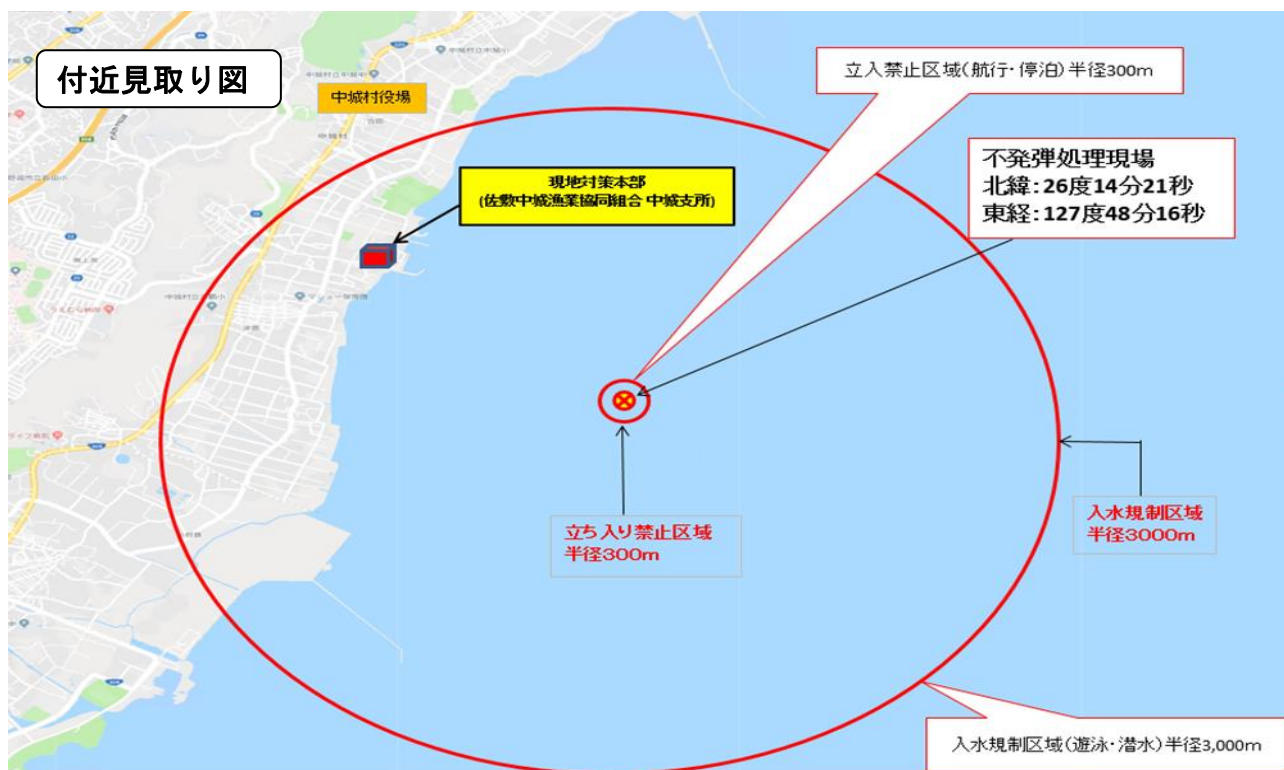 付近見取り図
中城村役場
立入禁止区域(航行・停泊)半径300m
現地対策本部
(佐敷中城漁業協同組合 中城支所)
不発弾処理現場
北緯:26度14分21秒
東経:127度48分16秒
立ち入り禁止区域
半径300m
入水規制区域
半径3000m
入水規制区域(遊泳・潜水)半径3,000m
中城村